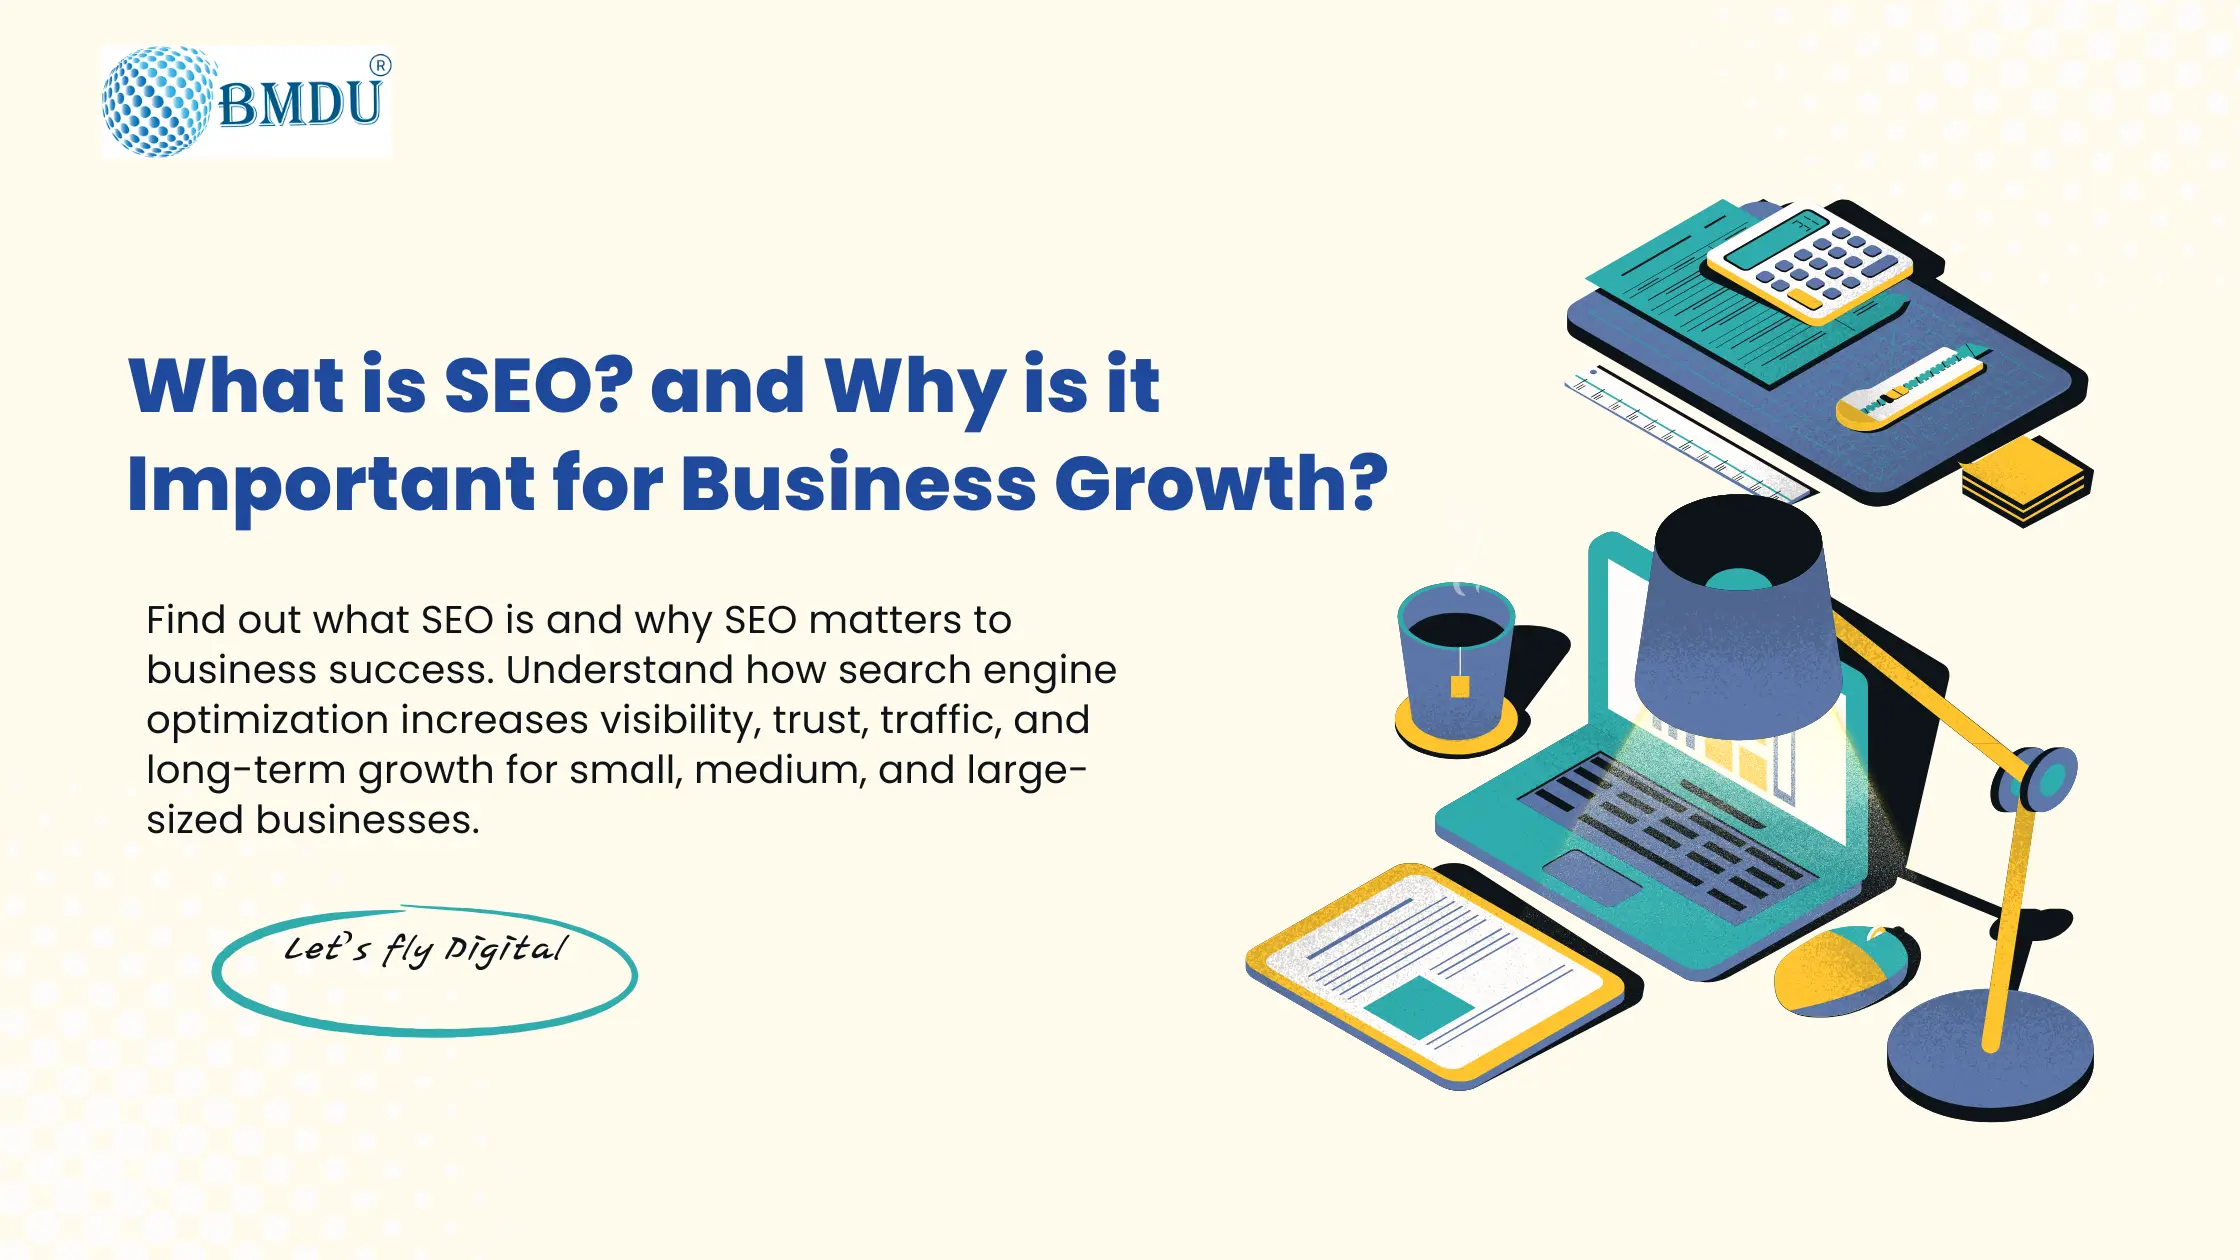 BMDU®
What is SEO? and Why is it
Important for Business Growth?
Find out what SEO is and why SEO matters to
business success. Understand how search engine
optimization increases visibility, trust, traffic, and
long-term growth for small, medium, and large-
sized businesses.
Let's fly Digital